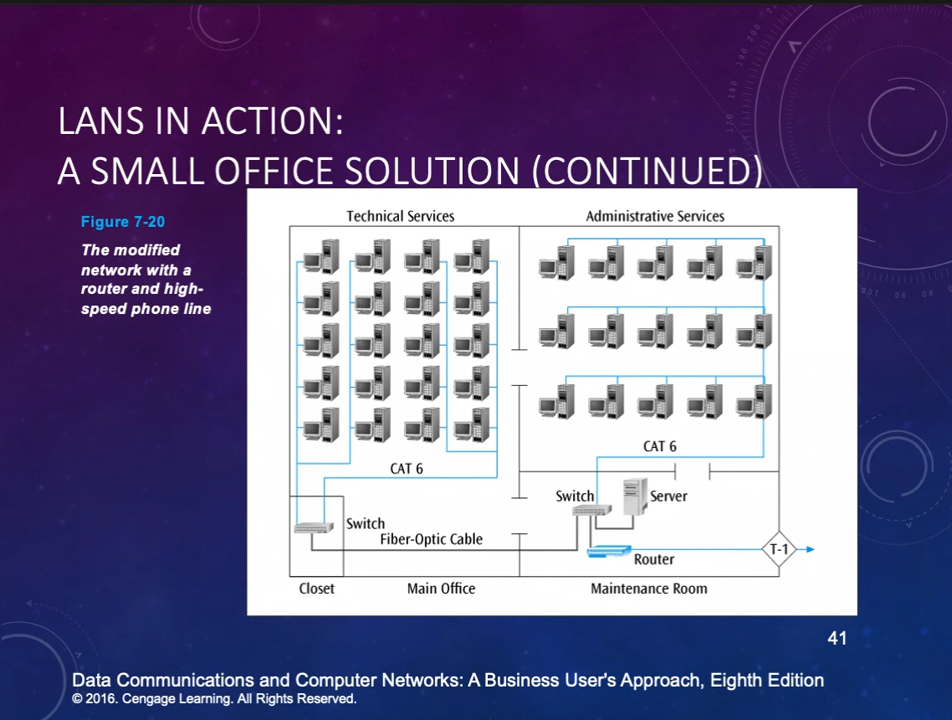 LANS IN ACTION:
A SMALL OFFICE SOLUTION (CONTINUED)
Figure 7-20
The modified
network with a
router and high-
speed phone line
Technical Services
Administrative Services
CAT 6
CAT 6
Switch
Server
Switch
Fiber-Optic Cable
Router
T-1
Closet
Main Office
Maintenance Room
41
Data Communications and Computer Networks: A Business User's Approach, Eighth Edition
© 2016. Cengage Learning. All Rights Reserved.